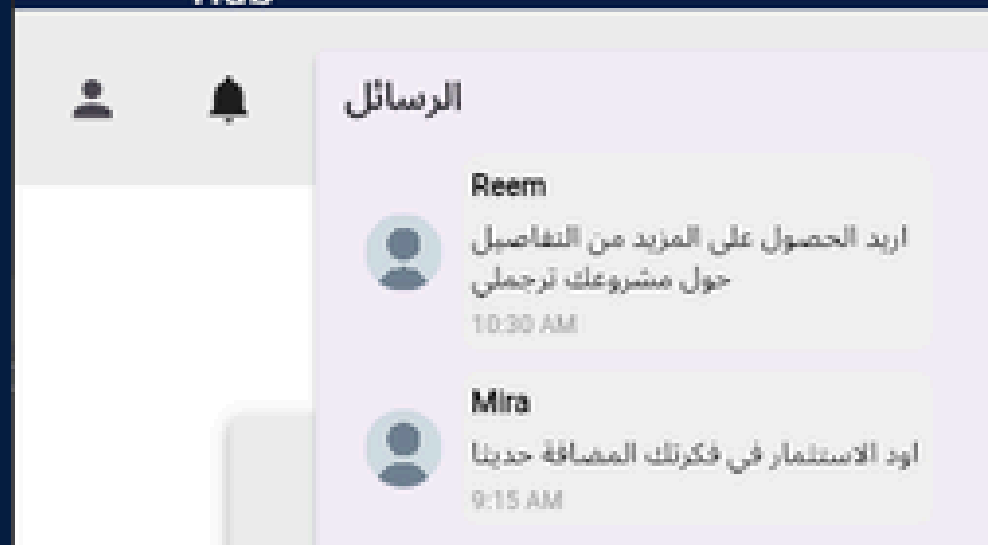 الرسائل
Reem
اريد الحصول على المزيد من التفاصيل
حول مشروعك ترجملي
10:30 AM
Mira
اود الاستثمار في فكرتك المضافة حديثا
9:15 AM